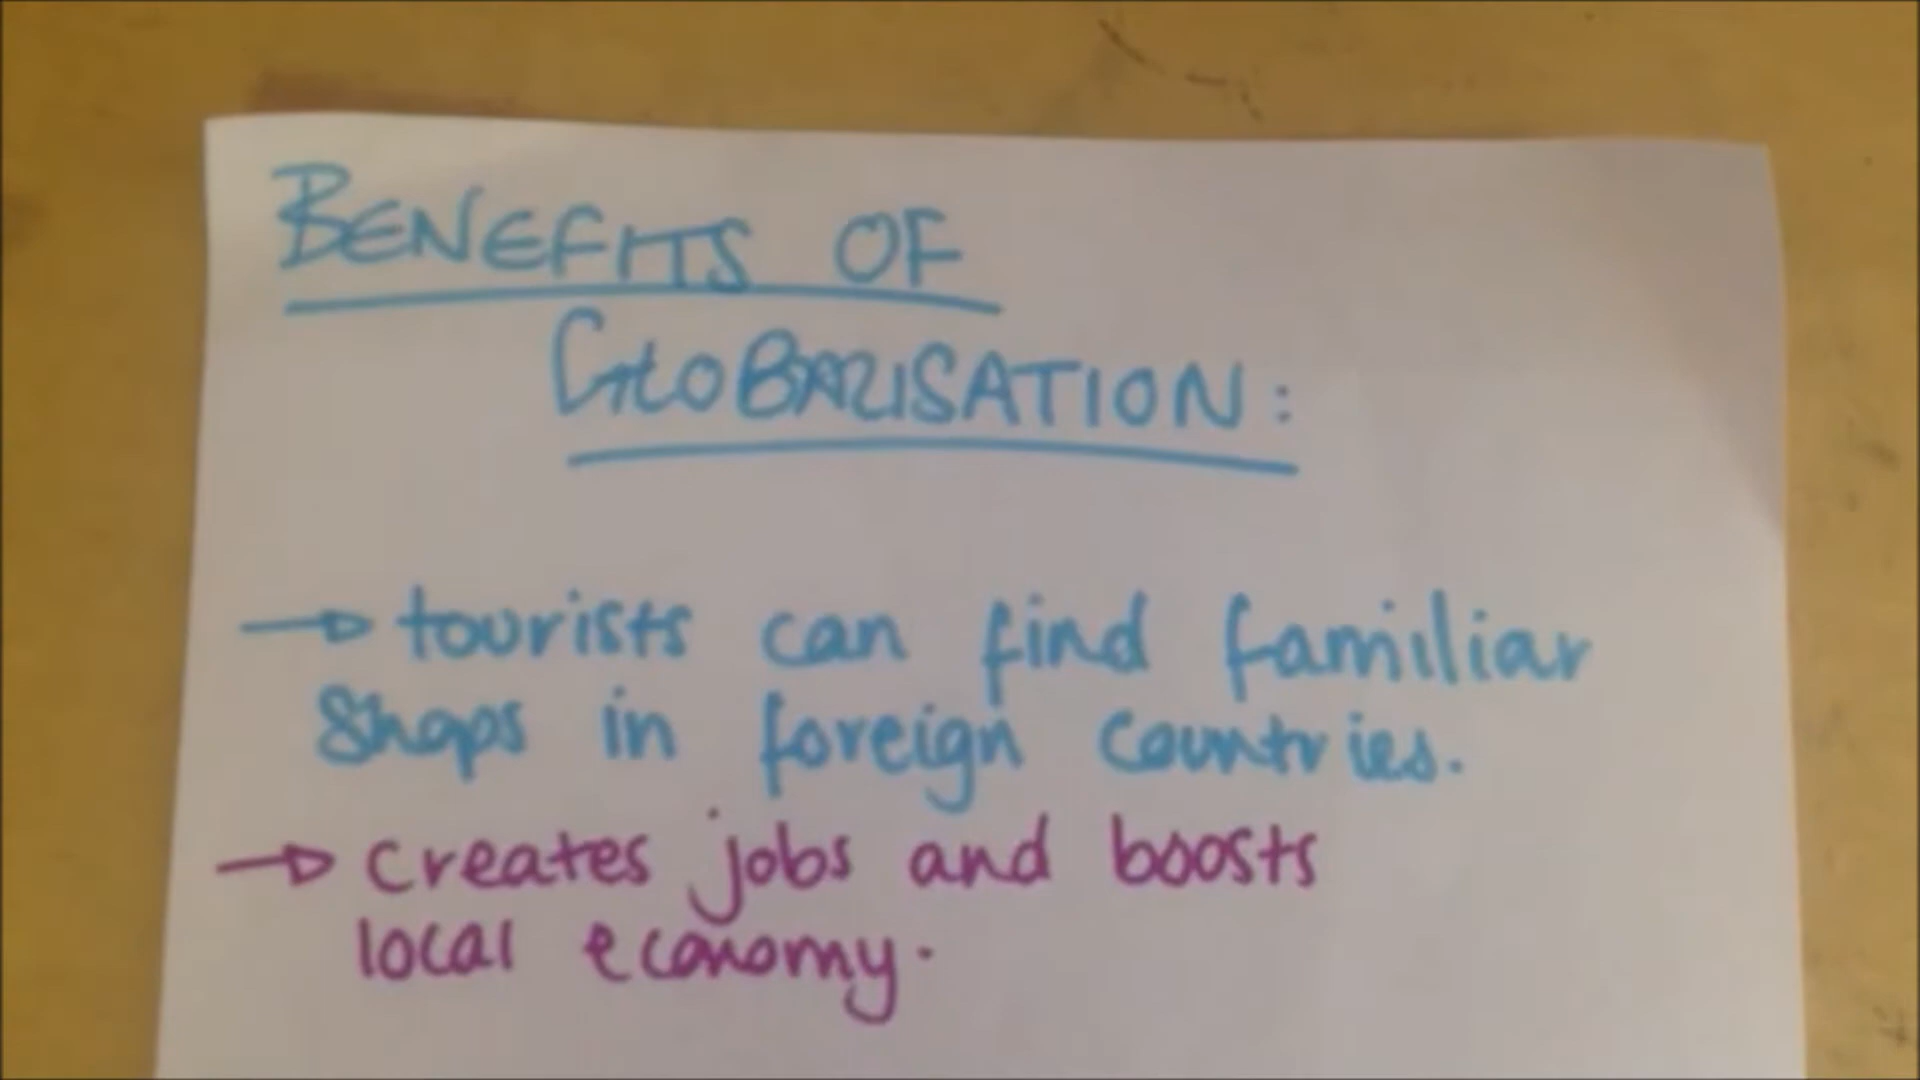 BENEFITS OF
GLOBALISATION:
→ tourists can find familiar
shops in foreign countries.
→ creates jobs and boosts
local economy.